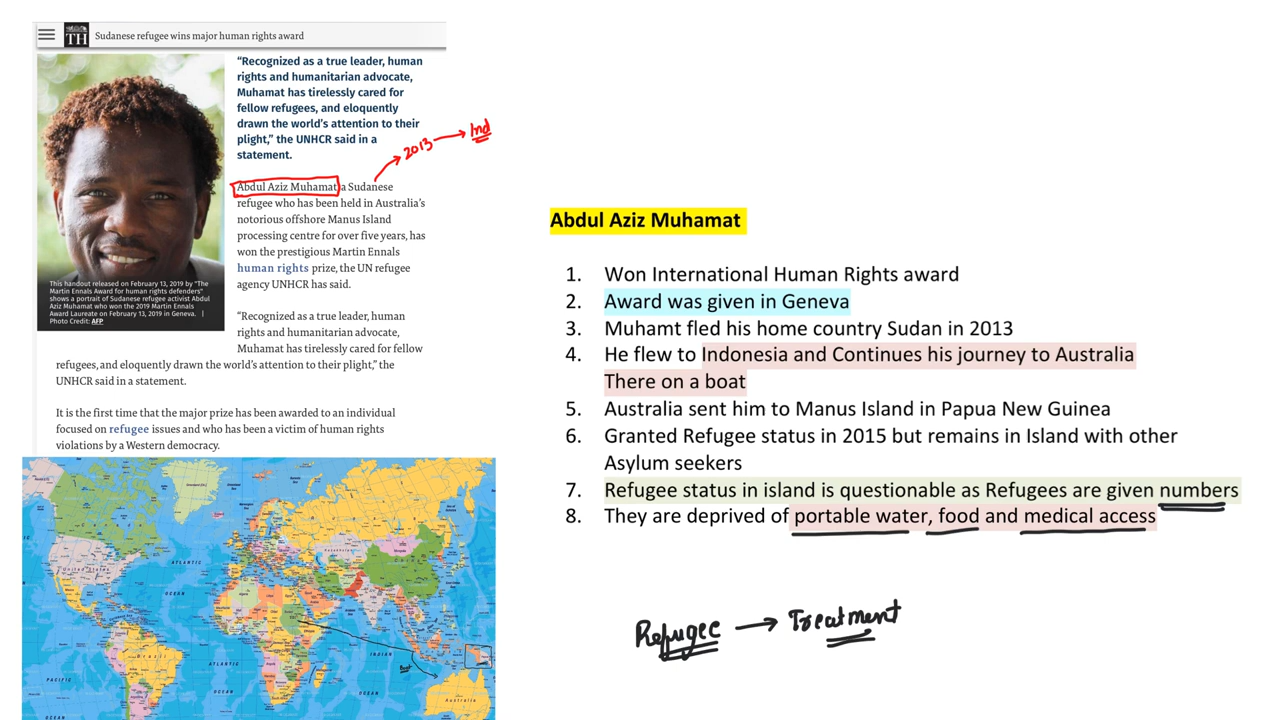 TH Sudanese refugee wins major human rights award
“Recognized as a true leader, human
rights and humanitarian advocate,
Muhamat has tirelessly cared for
fellow refugees, and eloquently
drawn the world’s attention to their
plight,” the UNHCR said in a
statement.
2013 Ind
Abdul Aziz Muhamat, a Sudanese
refugee who has been held in Australia’s
notorious offshore Manus Island
processing centre for over five years, has
won the prestigious Martin Ennals
human rights prize, the UN refugee
agency UNHCR has said.
This handout released on February 13, 2019 by "The
Martin Ennals Award for human rights defenders"
shows a portrait of Sudanese refugee activist Abdul
Aziz Muhamat who won the 2019 Martin Ennals
Award Laureate on February 13, 2019 in Geneva. |
Photo Credit: AFP
“Recognized as a true leader, human
rights and humanitarian advocate,
Muhamat has tirelessly cared for fellow
refugees, and eloquently drawn the world’s attention to their plight,” the
UNHCR said in a statement.
It is the first time that the major prize has been awarded to an individual
focused on refugee issues and who has been a victim of human rights
violations by a Western democracy.
United States
ATLANTIC
OCEAN
China
Brazil
PACIFIC
OCEAN
ATLANTIC
OCEAN
INDIAN
OCEAN
Boat
Australia
Abdul Aziz Muhamat
1. Won International Human Rights award
2. Award was given in Geneva
3. Muhamt fled his home country Sudan in 2013
4. He flew to Indonesia and Continues his journey to Australia
There on a boat
5. Australia sent him to Manus Island in Papua New Guinea
6. Granted Refugee status in 2015 but remains in Island with other
Asylum seekers
7. Refugee status in island is questionable as Refugees are given numbers
8. They are deprived of portable water, food and medical access
Refugee → Treatment